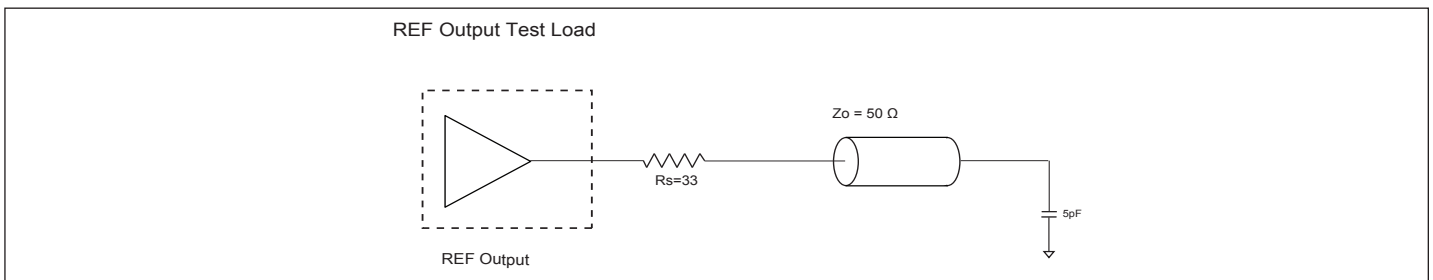 REF Output Test Load
Zo = 50 Ω
Rs=33
5pF
REF Output